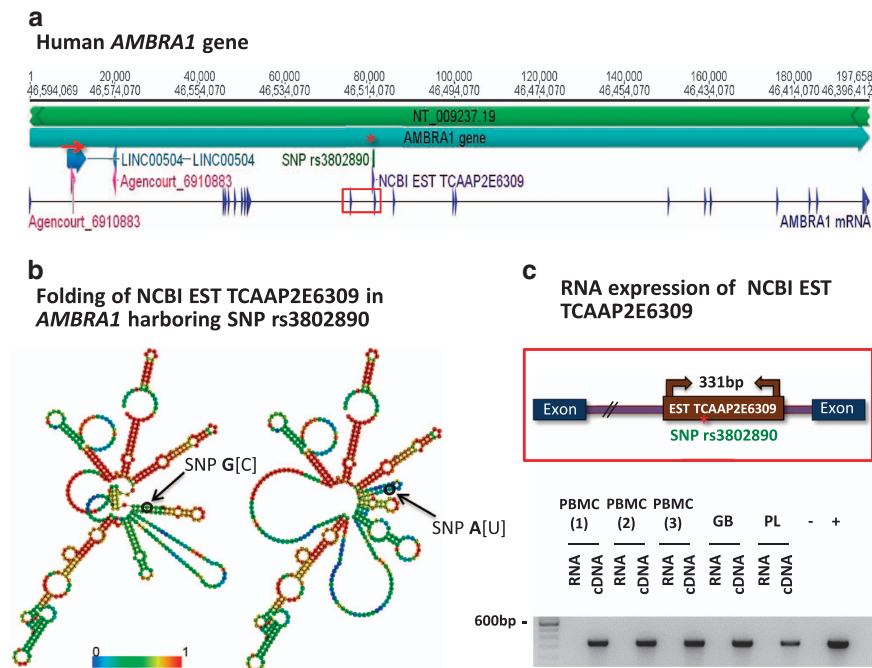 a
Human AMBRA1 gene
1 20,000 40,000 60,000 80,000 100,000 120,000 140,000 160,000 180,000 197,658
46,594,069 46,574,070 46,554,070 46,534,070 46,514,070 46,494,070 46,474,070 46,454,070 46,434,070 46,414,070 46,396,412
NT_009237.19
* AMBRA1 gene
LINC00504 LINC00504 SNP rs3802890
Agencourt_6910883 NCBI EST TCAAP2E6309
Agencourt_6910883 AMBRA1 mRNA
b
Folding of NCBI EST TCAAP2E6309 in
AMBRA1 harboring SNP rs3802890
SNP G[C]
SNP A[U]
0 1
c
RNA expression of NCBI EST
TCAAP2E6309
331bp
Exon // EST TCAAP2E6309 Exon
*
SNP rs3802890
PBMC PBMC PBMC
(1) (2) (3) GB PL - +
RNA cDNA RNA cDNA RNA cDNA RNA cDNA RNA cDNA
600bp -